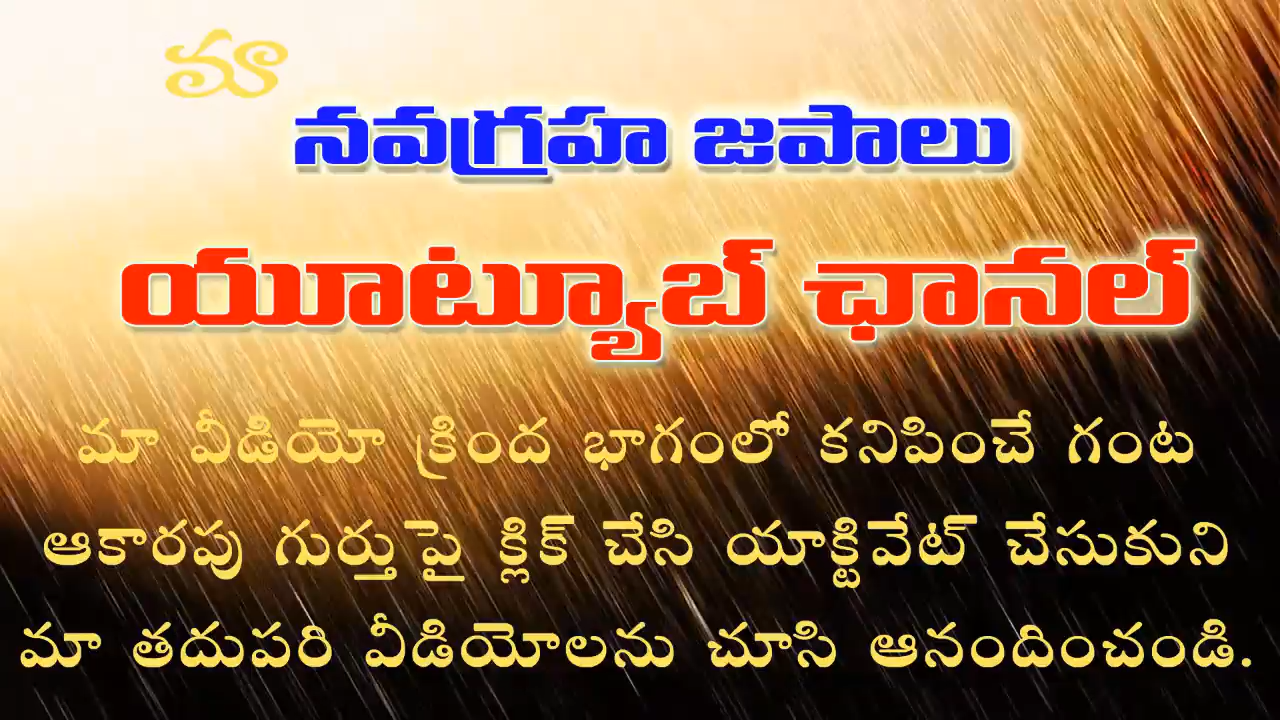 మా
నవగ్రహ జపాలు
యూట్యూబ్ ఛానల్
మా వీడియో క్రింద భాగంలో కనిపించే గంట
ఆకారపు గుర్తుపై క్లిక్ చేసి యాక్టివేట్ చేసుకుని
మా తదుపరి వీడియోలను చూసి ఆనందించండి.